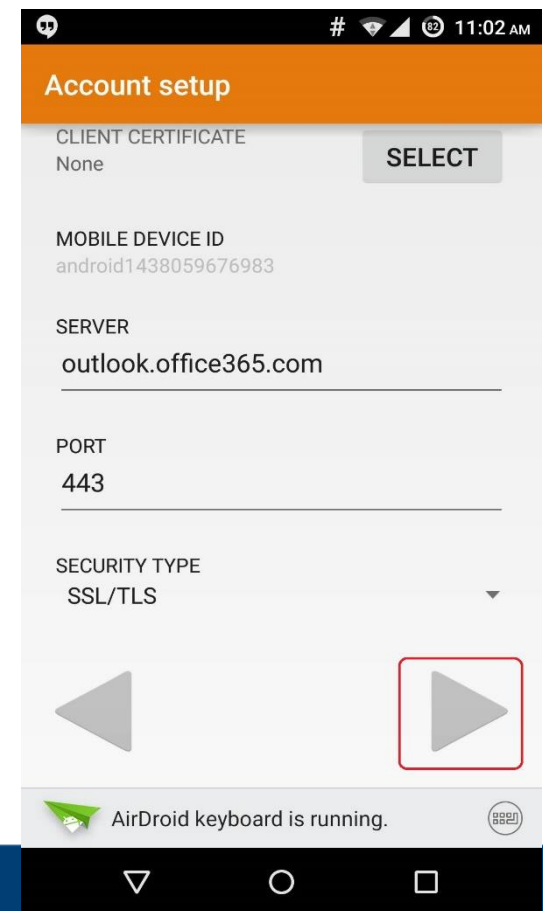 # 82 11:02 AM
Account setup
CLIENT CERTIFICATE
None
SELECT
MOBILE DEVICE ID
android1438059676983
SERVER
outlook.office365.com
PORT
443
SECURITY TYPE
SSL/TLS
AirDroid keyboard is running.